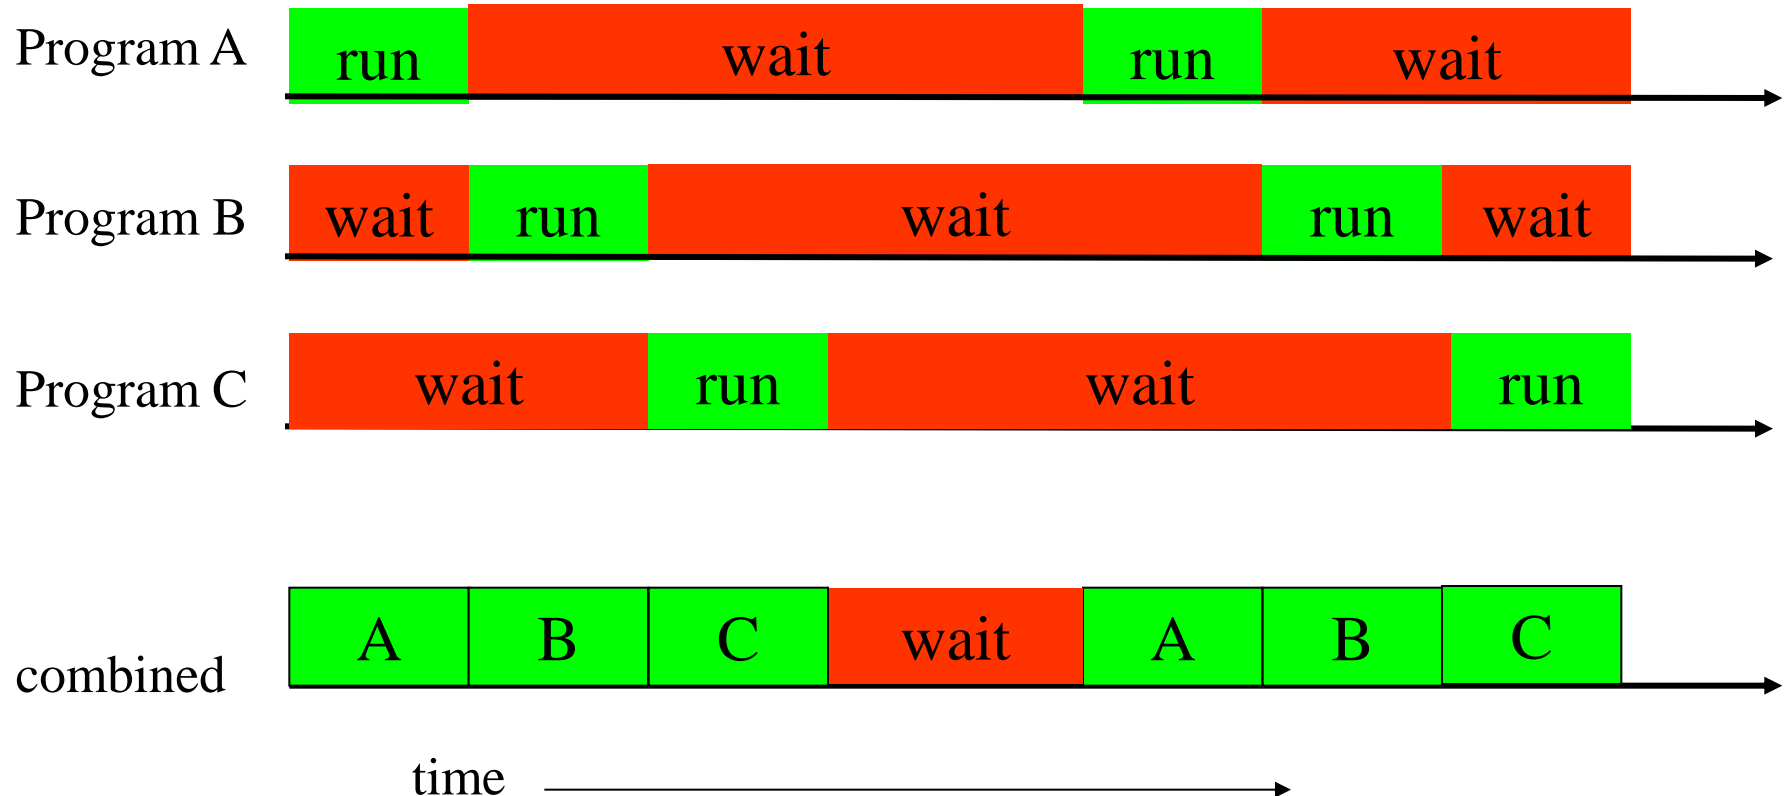 Program A run wait run wait
Program B wait run wait run wait
Program C wait run wait run
combined A B C wait A B C
time